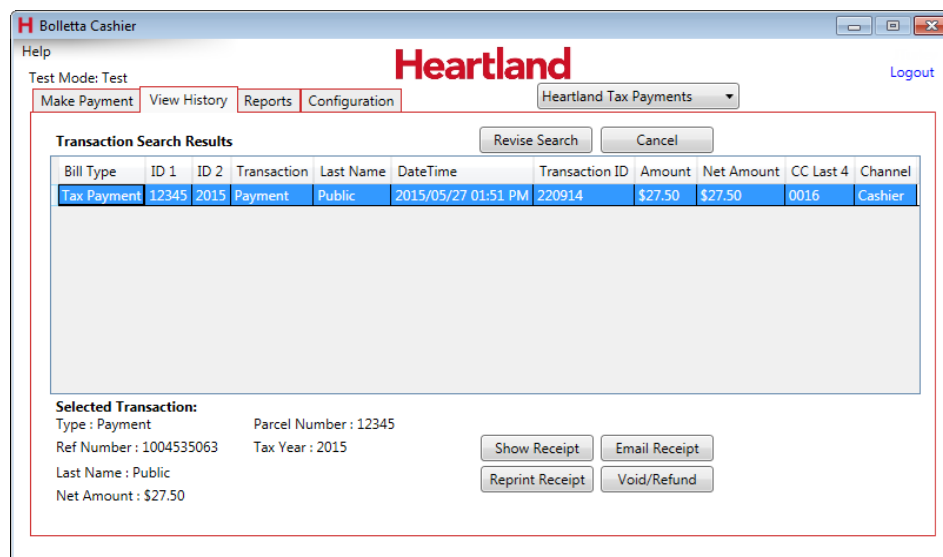 H Bolletta Cashier
Help
Heartland
Test Mode: Test
Logout
Make Payment View History Reports Configuration
Heartland Tax Payments
Transaction Search Results
Revise Search Cancel
Bill Type ID 1 ID 2 Transaction Last Name DateTime Transaction ID Amount Net Amount CC Last 4 Channel
Tax Payment 12345 2015 Payment Public 2015/05/27 01:51 PM 220914 $27.50 $27.50 0016 Cashier
Selected Transaction:
Type : Payment Parcel Number : 12345
Ref Number : 1004535063 Tax Year : 2015
Show Receipt Email Receipt
Last Name : Public
Reprint Receipt Void/Refund
Net Amount : $27.50